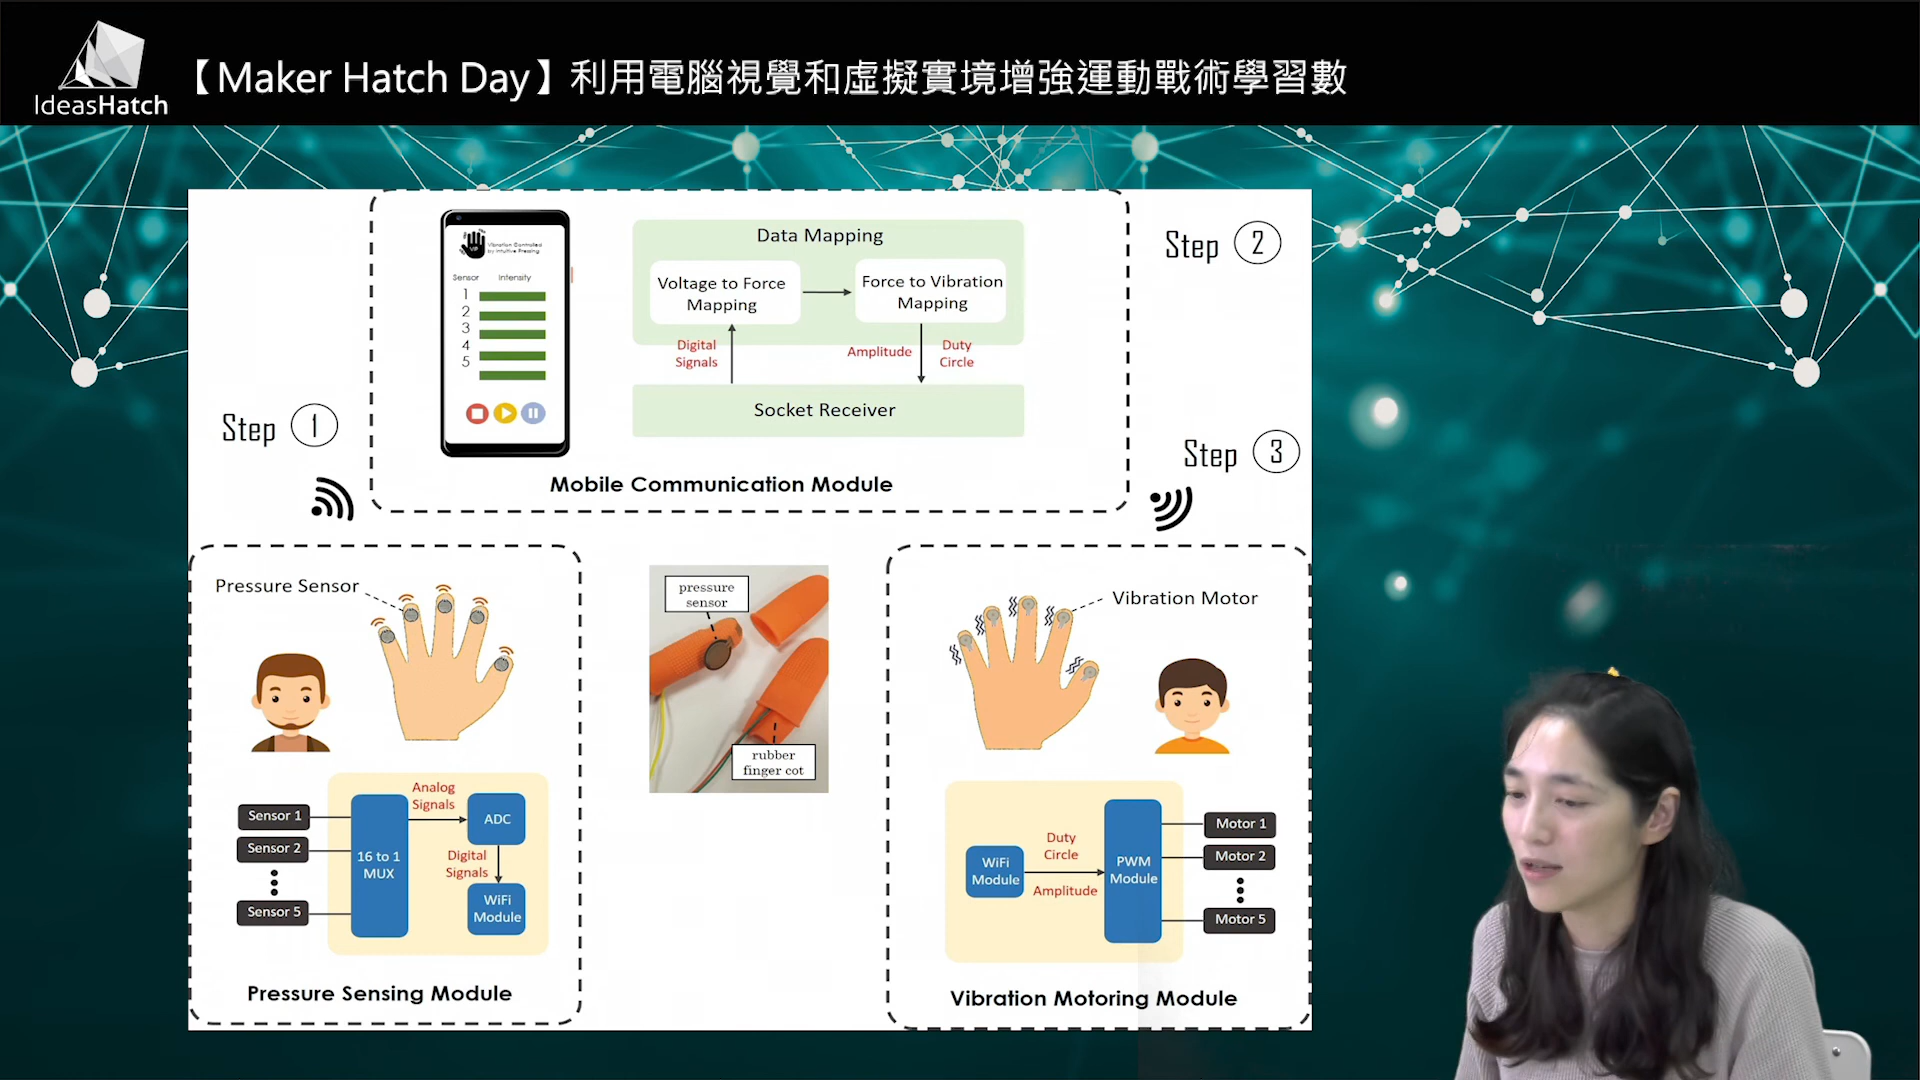 IdeasHatch
【Maker Hatch Day】利用電腦視覺和虛擬實境增強運動戰術學習數
Step 1
Step 2
Step 3
Vibration Controlled
by Intuitive Pressing
Sensor Intensity
1
2
3
4
5
Data Mapping
Voltage to Force
Mapping
Force to Vibration
Mapping
Digital
Signals
Amplitude
Duty
Circle
Socket Receiver
Mobile Communication Module
Pressure Sensor
Sensor 1
Sensor 2
Sensor 5
16 to 1
MUX
Analog
Signals
ADC
Digital
Signals
WiFi
Module
Pressure Sensing Module
pressure
sensor
rubber
finger cot
Vibration Motor
WiFi
Module
Duty
Circle
Amplitude
PWM
Module
Motor 1
Motor 2
Motor 5
Vibration Motoring Module